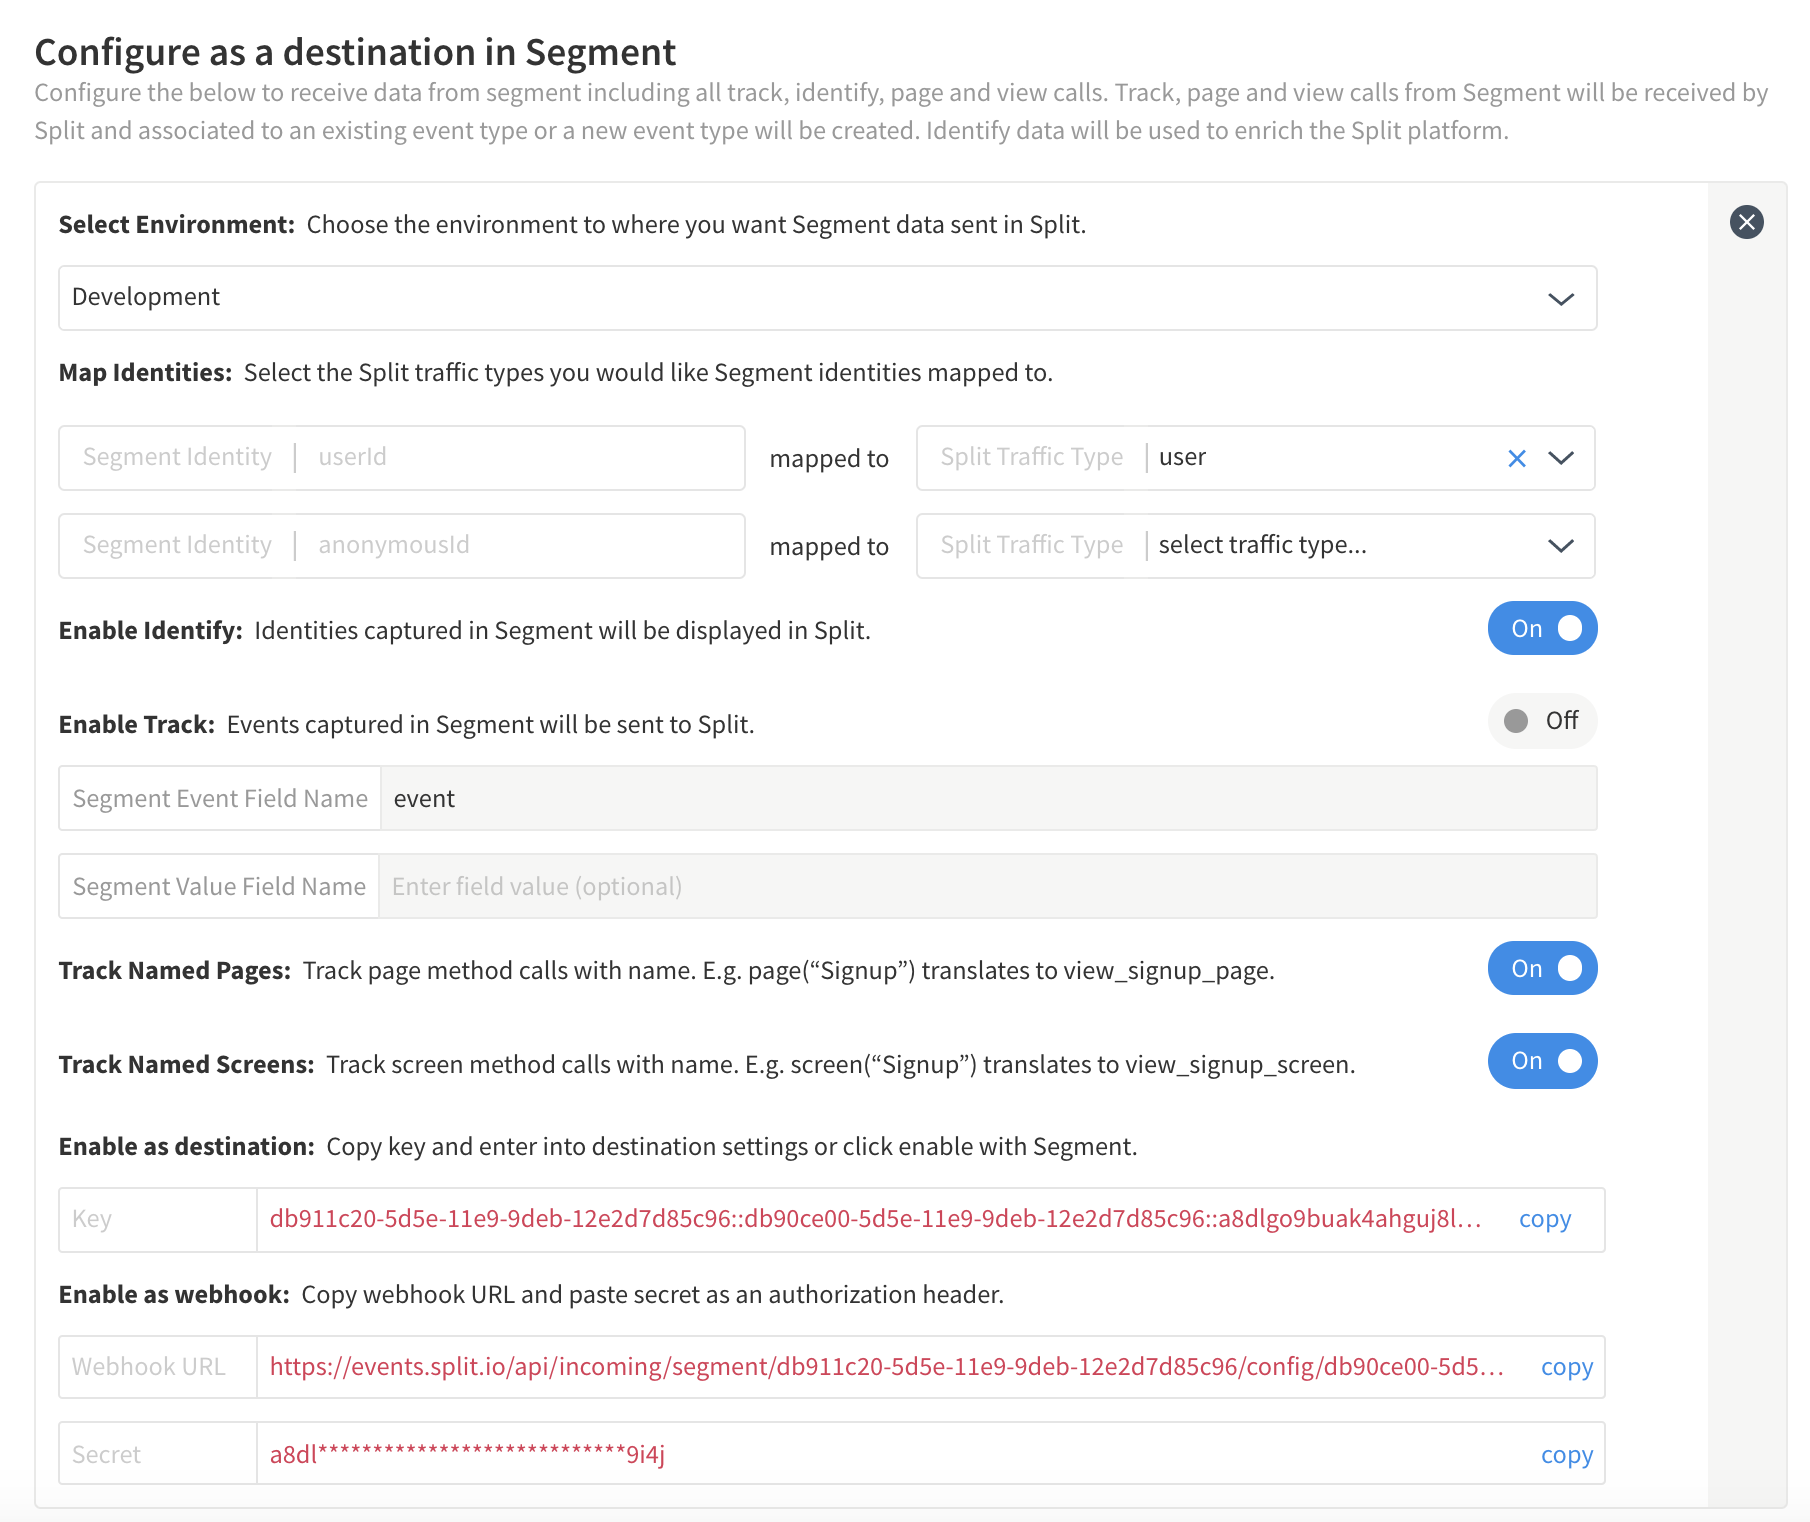 Configure as a destination in Segment
Configure the below to receive data from segment including all track, identify, page and view calls. Track, page and view calls from Segment will be received by
Split and associated to an existing event type or a new event type will be created. Identify data will be used to enrich the Split platform.
Select Environment: Choose the environment to where you want Segment data sent in Split.
Development
Map Identities: Select the Split traffic types you would like Segment identities mapped to.
Segment Identity | userId mapped to Split Traffic Type | user
Segment Identity | anonymousId mapped to Split Traffic Type | select traffic type...
Enable Identify: Identities captured in Segment will be displayed in Split. On
Enable Track: Events captured in Segment will be sent to Split. Off
Segment Event Field Name event
Segment Value Field Name Enter field value (optional)
Track Named Pages: Track page method calls with name. E.g. page(“Signup”) translates to view_signup_page. On
Track Named Screens: Track screen method calls with name. E.g. screen(“Signup”) translates to view_signup_screen. On
Enable as destination: Copy key and enter into destination settings or click enable with Segment.
Key db911c20-5d5e-11e9-9deb-12e2d7d85c96::db90ce00-5d5e-11e9-9deb-12e2d7d85c96::a8dlgo9buak4ahguj8l... copy
Enable as webhook: Copy webhook URL and paste secret as an authorization header.
Webhook URL https://events.split.io/api/incoming/segment/db911c20-5d5e-11e9-9deb-12e2d7d85c96/config/db90ce00-5d5... copy
Secret a8dl****************************9i4j copy